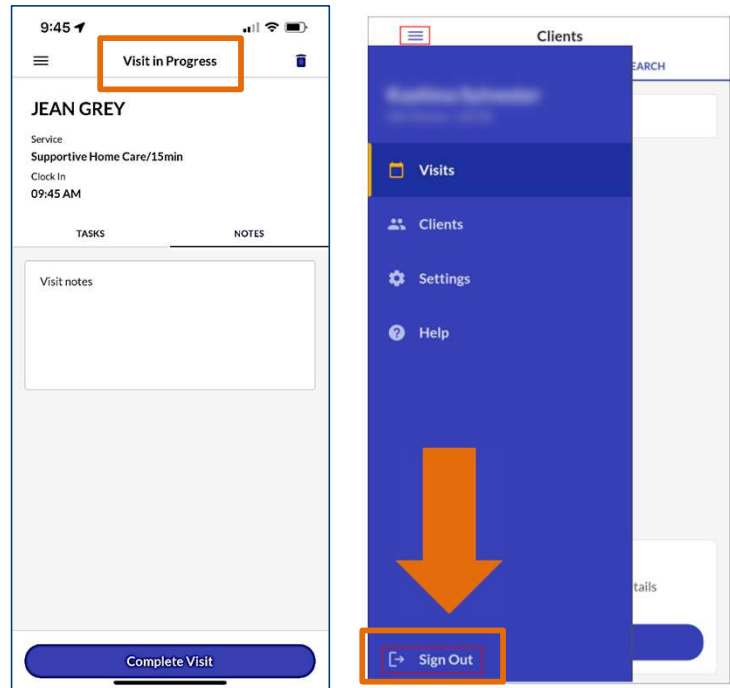 9:45
Visit in Progress
JEAN GREY
Service
Supportive Home Care/15min
Clock In
09:45 AM
TASKS NOTES
Visit notes
Complete Visit
Clients
EARCH
Visits
Clients
Settings
Help
tails
Sign Out